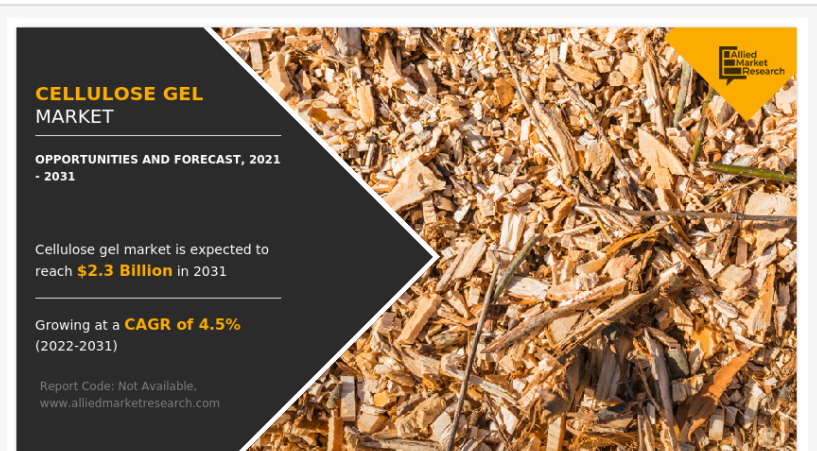 Allied
Market
Research
CELLULOSE GEL
MARKET
OPPORTUNITIES AND FORECAST, 2021
- 2031
Cellulose gel market is expected to
reach $2.3 Billion in 2031
Growing at a CAGR of 4.5%
(2022-2031)
Report Code: Not Available,
www.alliedmarketresearch.com